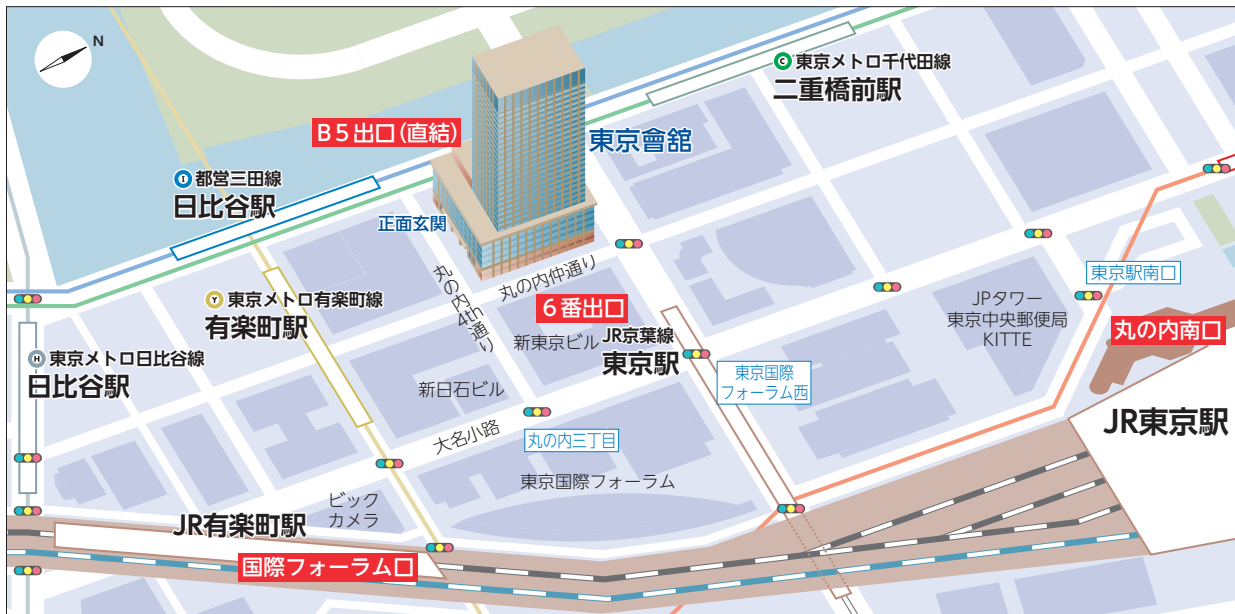 N
C 東京メトロ千代田線
二重橋前駅
B5出口(直結)
東京會舘
I 都営三田線
日比谷駅
正面玄関
丸の内仲通り
丸の内4th通り
6番出口
Y 東京メトロ有楽町線
有楽町駅
新東京ビル
JR京葉線
東京駅
東京駅南口
JPタワー
東京中央郵便局
KITTE
丸の内南口
H 東京メトロ日比谷線
日比谷駅
新日石ビル
東京国際
フォーラム西
大名小路
丸の内三丁目
JR東京駅
東京国際フォーラム
ビック
カメラ
JR有楽町駅
国際フォーラム口